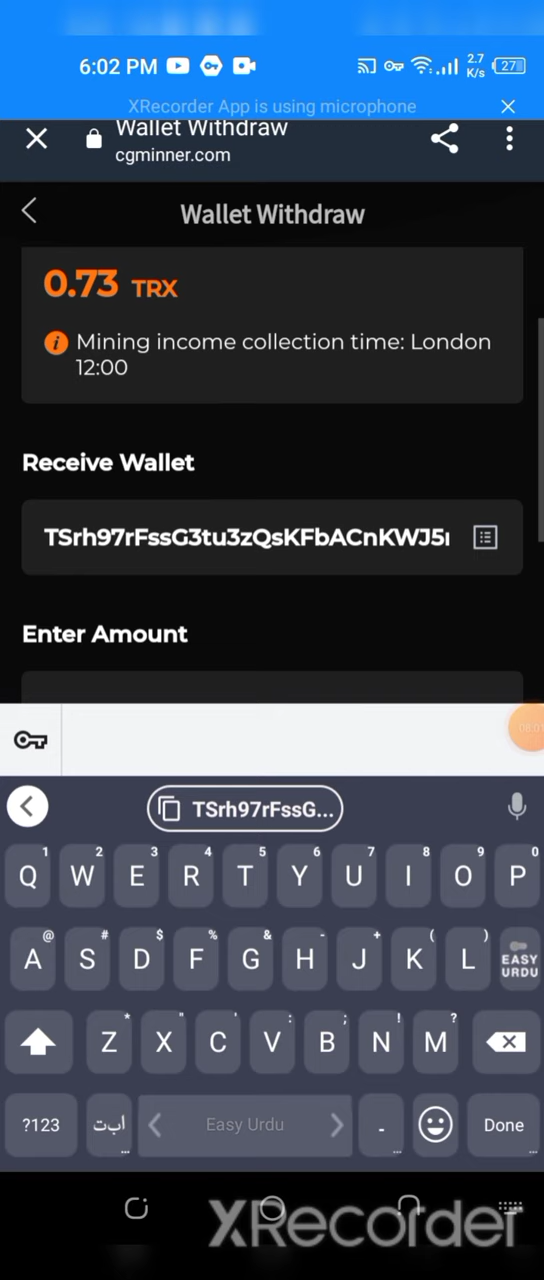 6:02 PM
2.7
K/s
27
XRecorder App is using microphone
Wallet Withdraw
cgminner.com
Wallet Withdraw
0.73 TRX
Mining income collection time: London
12:00
Receive Wallet
TSrh97rFssG3tu3zQsKFbACnKWJ5
Enter Amount
TSrh97rFssG...
1 2 3 4 5 6 7 8 9 0
Q W E R T Y U I O P
@ # $ % & - + ( )
A S D F G H J K L EASY
URDU
* " ' : ; ! ?
Z X C V B N M
?123 ابت Easy Urdu - Done
XRecorder